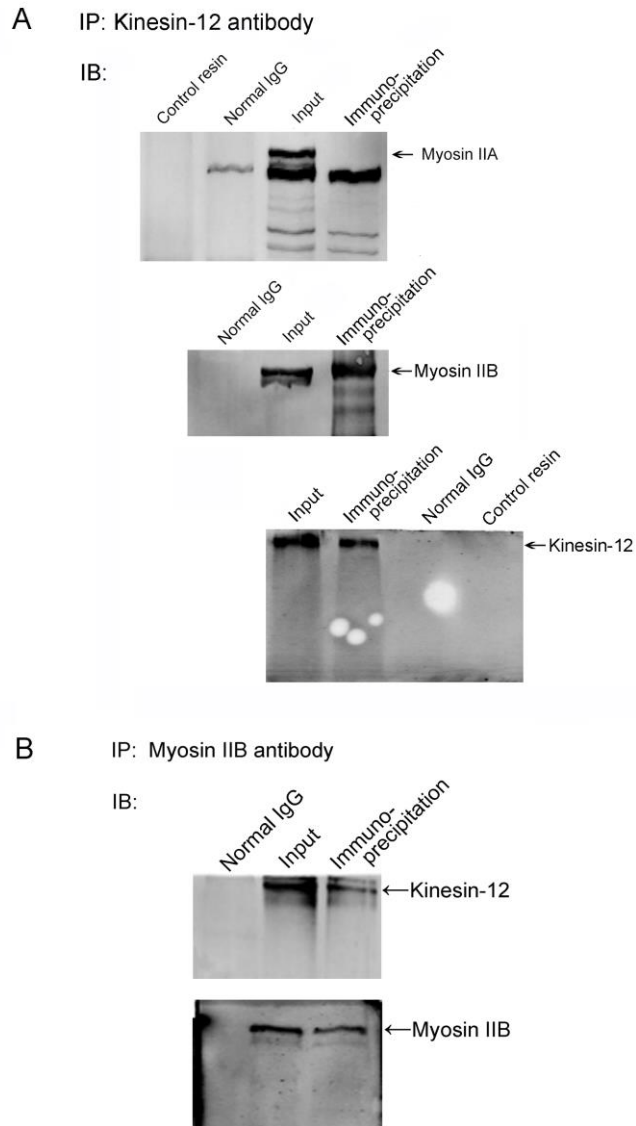 A IP: Kinesin-12 antibody
IB:
Control resin
Normal IgG
Input
Immuno-
precipitation
← Myosin IIA
Normal IgG
Input
Immuno-
precipitation
←Myosin IIB
Input
Immuno-
precipitation
Normal IgG
Control resin
←Kinesin-12
B IP: Myosin IIB antibody
IB:
Normal IgG
Input
Immuno-
precipitation
←Kinesin-12
←Myosin IIB